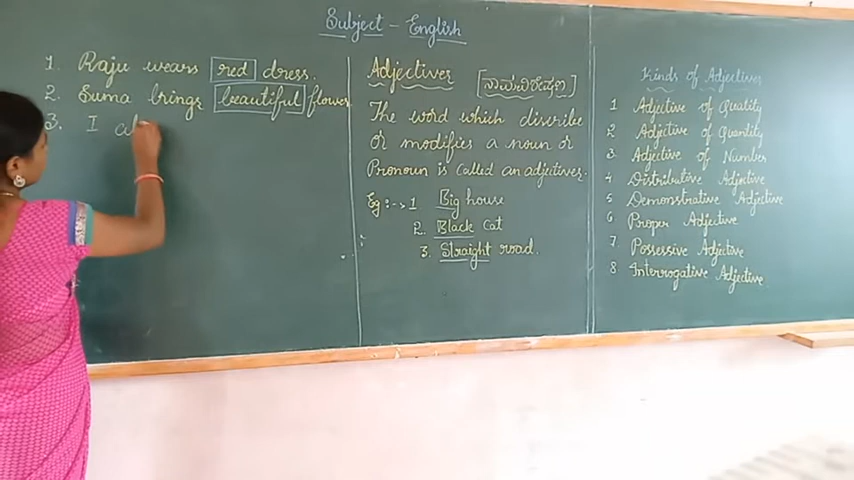 Subject - English
1. Raju wears red dress.
2. Suma brings beautiful flower
3. I
Adjectives [ನಾಮವಿಶೇಷಣ]
The word which discribe
Or modifies a noun or
Pronoun is called an adjectives.
Eg :-> 1. Big house
2. Black cat
3. Straight road.
Kinds of Adjectives
1 Adjective of Quality
2 Adjective of Quantity
3 Adjective of Number
4 Distributive Adjective
5 Demonstrative Adjective
6 Proper Adjective
7 Possessive Adjective
8 Interrogative Adjective